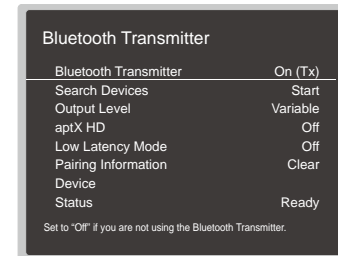 Bluetooth Transmitter
Bluetooth Transmitter On (Tx)
Search Devices Start
Output Level Variable
aptX HD Off
Low Latency Mode Off
Pairing Information Clear
Device
Status Ready
Set to “Off” if you are not using the Bluetooth Transmitter.